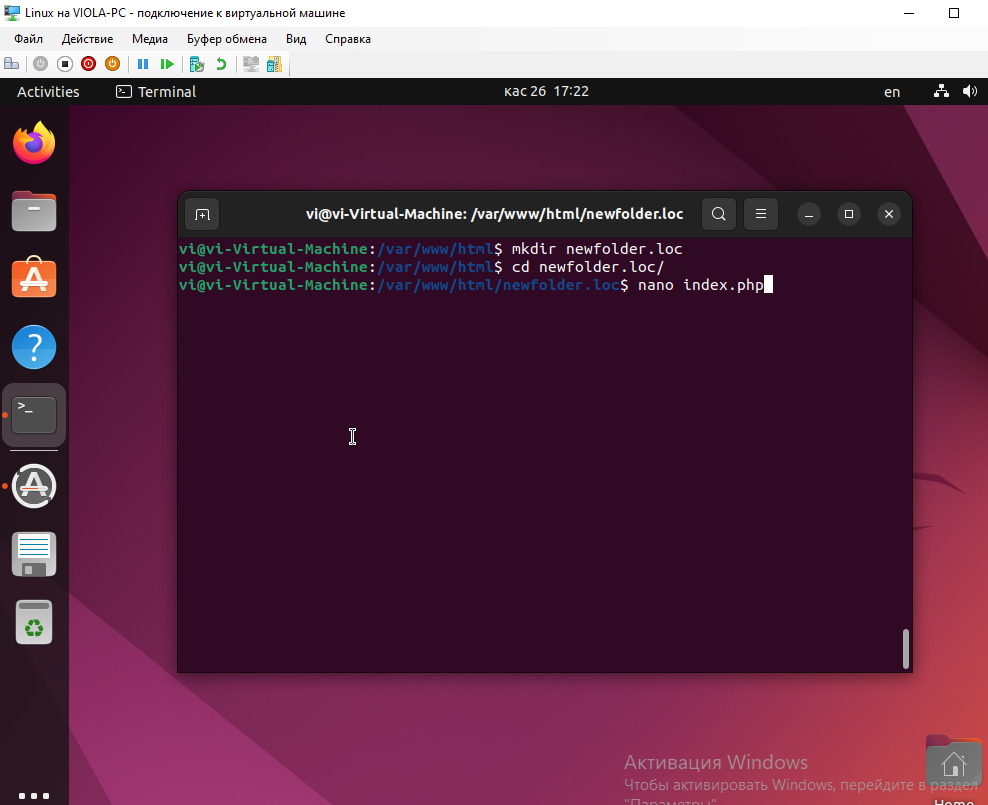 Linux на VIOLA-PC - подключение к виртуальной машине
Файл Действие Медиа Буфер обмена Вид Справка
Activities Terminal кас 26 17:22 en
vi@vi-Virtual-Machine: /var/www/html/newfolder.loc
vi@vi-Virtual-Machine:/var/www/html$ mkdir newfolder.loc
vi@vi-Virtual-Machine:/var/www/html$ cd newfolder.loc/
vi@vi-Virtual-Machine:/var/www/html/newfolder.loc$ nano index.php
Активация Windows
Чтобы активировать Windows, перейдите в раздел
"Параметры".
Home